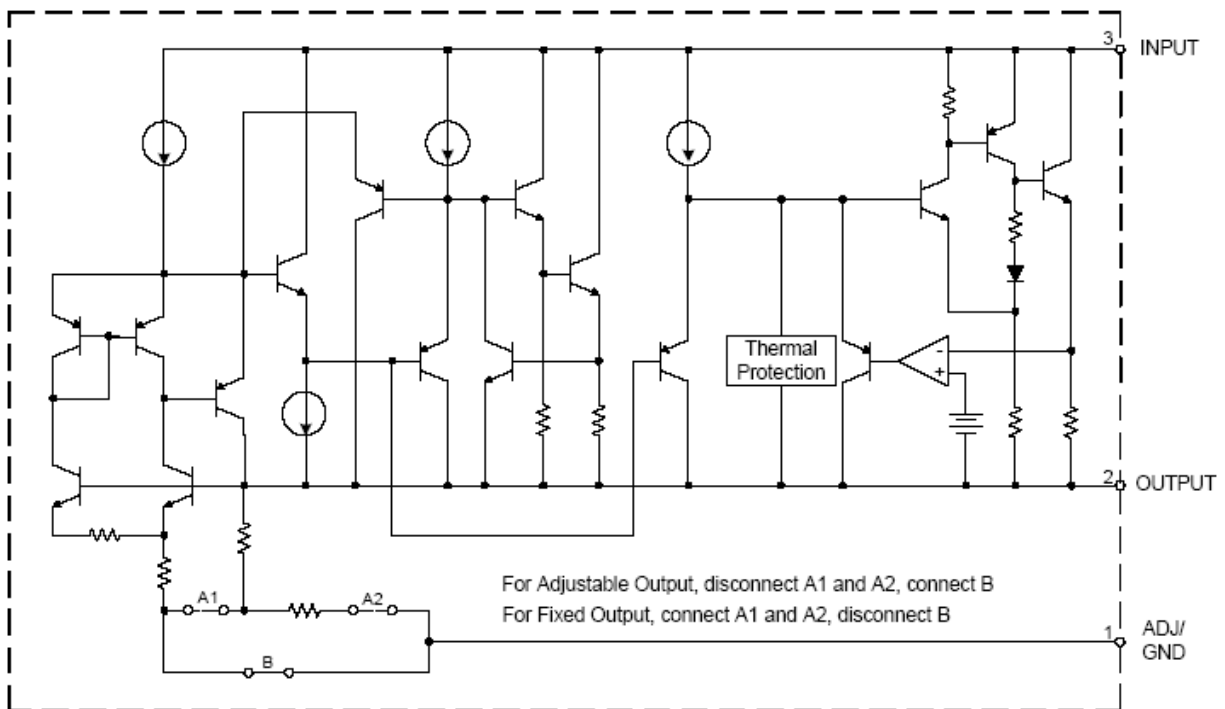 3 INPUT
Thermal
Protection
-
+
2 OUTPUT
For Adjustable Output, disconnect A1 and A2, connect B
For Fixed Output, connect A1 and A2, disconnect B
A1
A2
1 ADJ/
GND
B